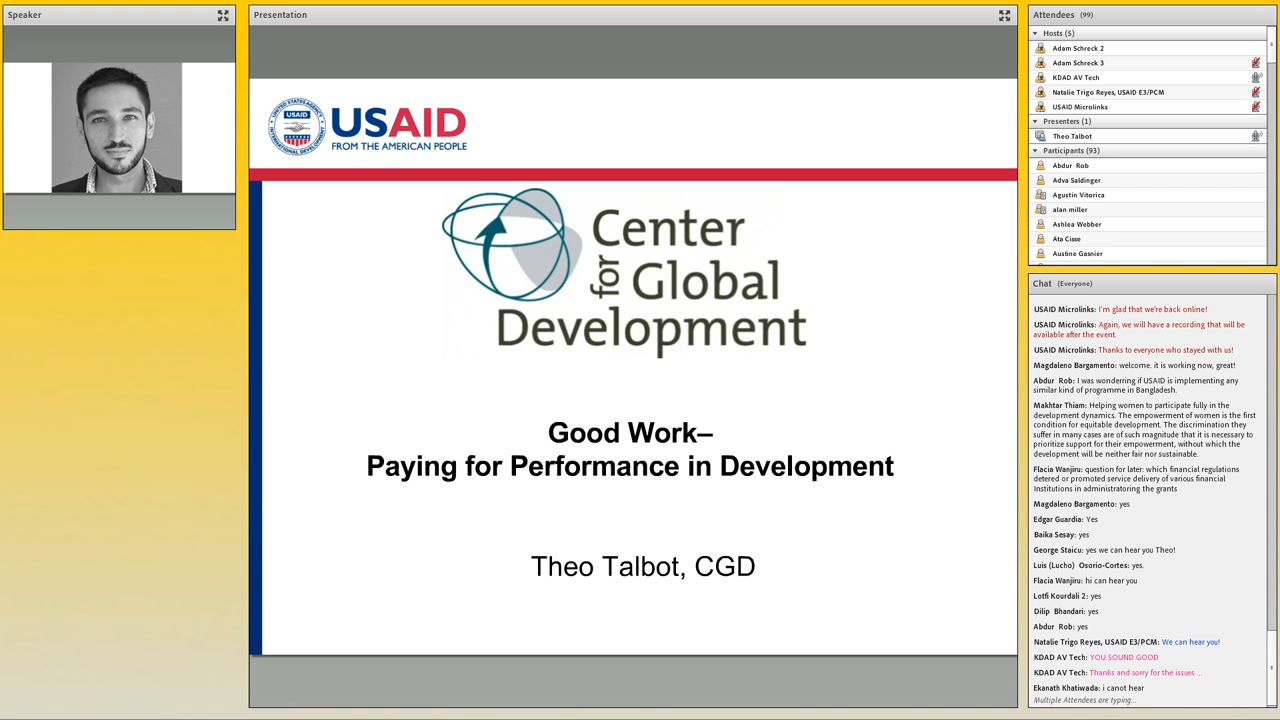 Speaker
Presentation
UNITED STATES AGENCY
USAID
INTERNATIONAL DEVELOPMENT
USAID
FROM THE AMERICAN PEOPLE
Center
for Global
Development
Good Work–
Paying for Performance in Development
Theo Talbot, CGD
Attendees (99)
Hosts (5)
Adam Schreck 2
Adam Schreck 3
KDAD AV Tech
Natalie Trigo Reyes, USAID E3/PCM
USAID Microlinks
Presenters (1)
Theo Talbot
Participants (93)
Abdur Rob
Adva Saldinger
Agustin Vitorica
alan miller
Ashlea Webber
Ata Cisse
Austine Gasnier
Chat (Everyone)
USAID Microlinks: I'm glad that we're back online!
USAID Microlinks: Again, we will have a recording that will be
available after the event.
USAID Microlinks: Thanks to everyone who stayed with us!
Magdaleno Bargamento: welcome. it is working now, great!
Abdur Rob: I was wonderring if USAID is implementing any
similar kind of programme in Bangladesh.
Makhtar Thiam: Helping women to participate fully in the
development dynamics. The empowerment of women is the first
condition for equitable development. The discrimination they
suffer in many cases are of such magnitude that it is necessary to
prioritize support for their empowerment, without which the
development will be neither fair nor sustainable.
Flacia Wanjiru: question for later: which financial regulations
detered or promoted service delivery of various financial
Institutions in administratoring the grants
Magdaleno Bargamento: yes
Edgar Guardia: Yes
Baika Sesay: yes
George Staicu: yes we can hear you Theo!
Luis (Lucho) Osorio-Cortes: yes.
Flacia Wanjiru: hi can hear you
Lotfi Kourdali 2: yes
Dilip Bhandari: yes
Abdur Rob: yes
Natalie Trigo Reyes, USAID E3/PCM: We can hear you!
KDAD AV Tech: YOU SOUND GOOD
KDAD AV Tech: Thanks and sorry for the issues ...
Ekanath Khatiwada: i canot hear
Multiple Attendees are typing...